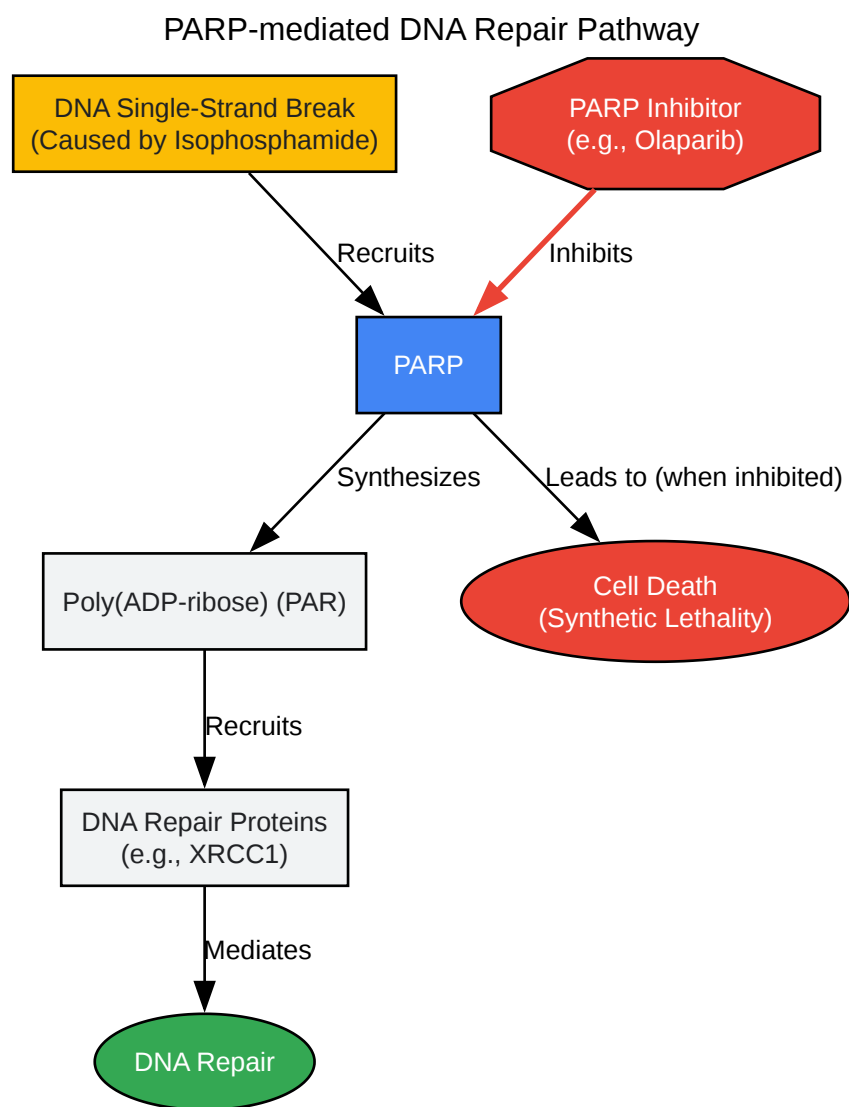 PARP-mediated DNA Repair Pathway
DNA Single-Strand Break
(Caused by Isophosphamide)
PARP Inhibitor
(e.g., Olaparib)
Recruits
Inhibits
PARP
Synthesizes
Leads to (when inhibited)
Poly(ADP-ribose) (PAR)
Cell Death
(Synthetic Lethality)
Recruits
DNA Repair Proteins
(e.g., XRCC1)
Mediates
DNA Repair